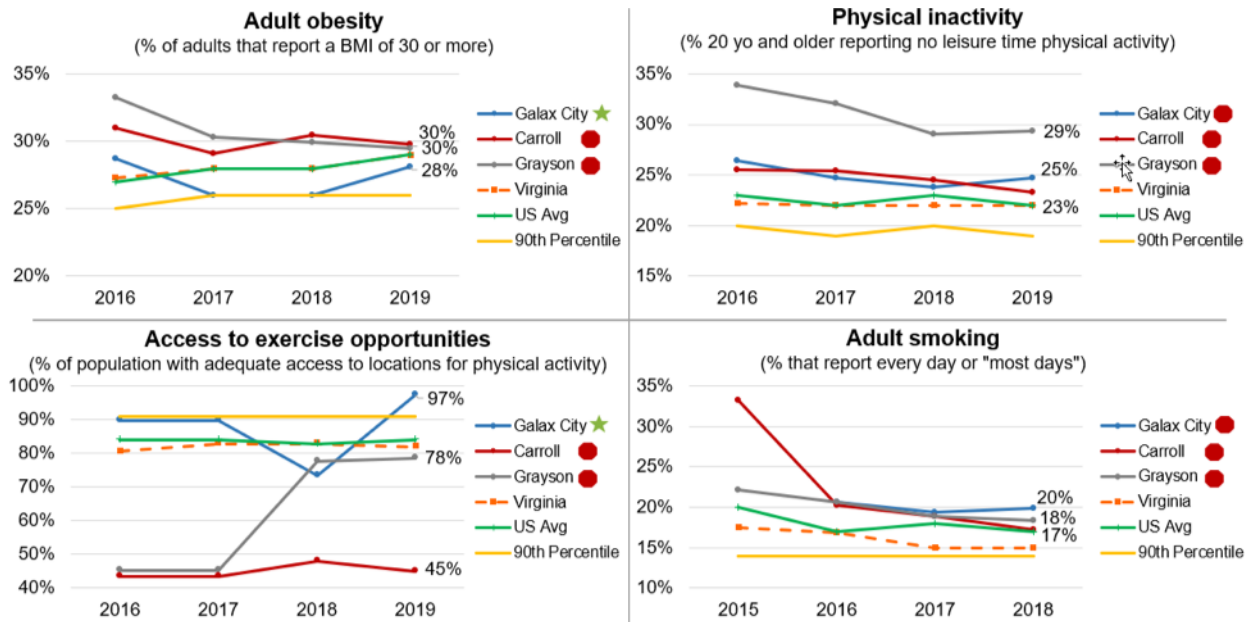 Adult obesity
(% of adults that report a BMI of 30 or more)
35%
30%
25%
20%
30%
30%
28%
2016 2017 2018 2019
Galax City
Carroll
Grayson
Virginia
US Avg
90th Percentile
Physical inactivity
(% 20 yo and older reporting no leisure time physical activity)
35%
30%
25%
20%
15%
29%
25%
23%
2016 2017 2018 2019
Galax City
Carroll
Grayson
Virginia
US Avg
90th Percentile
Access to exercise opportunities
(% of population with adequate access to locations for physical activity)
100%
90%
80%
70%
60%
50%
40%
97%
78%
45%
2016 2017 2018 2019
Galax City
Carroll
Grayson
Virginia
US Avg
90th Percentile
Adult smoking
(% that report every day or "most days")
35%
30%
25%
20%
15%
10%
20%
18%
17%
2015 2016 2017 2018
Galax City
Carroll
Grayson
Virginia
US Avg
90th Percentile